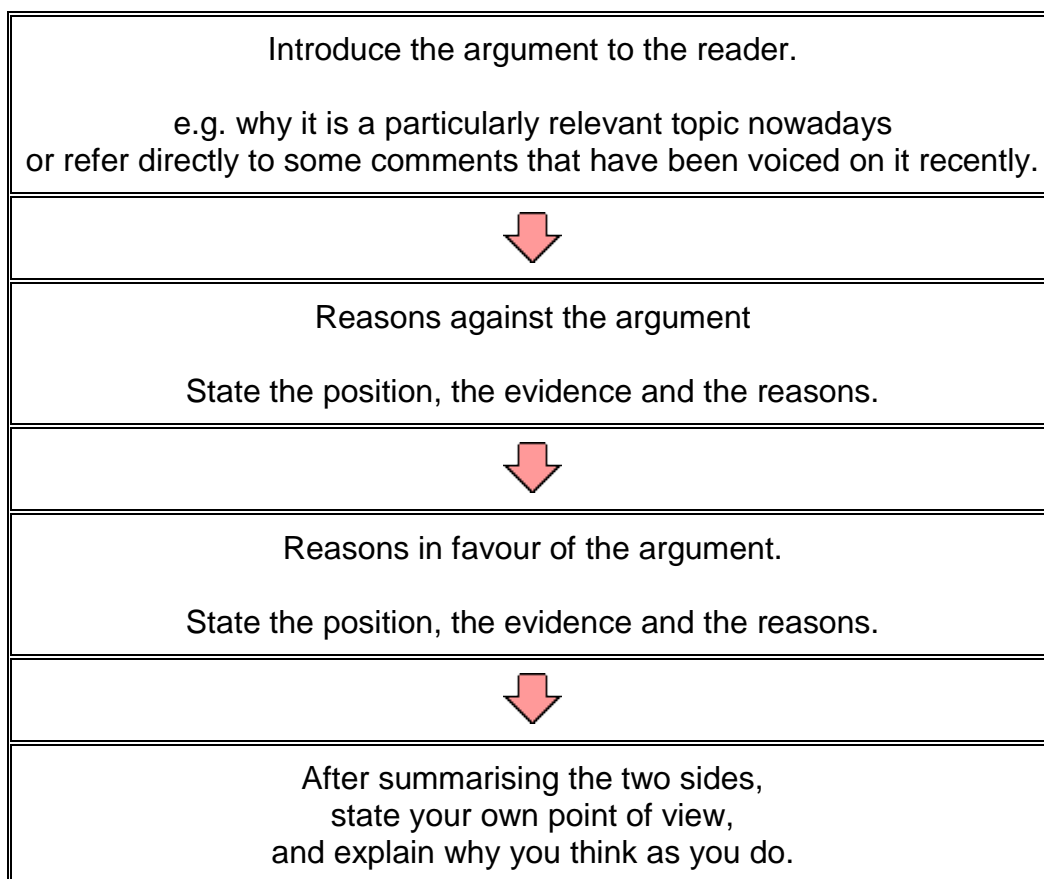 Introduce the argument to the reader.
e.g. why it is a particularly relevant topic nowadays
or refer directly to some comments that have been voiced on it recently.
Reasons against the argument
State the position, the evidence and the reasons.
Reasons in favour of the argument.
State the position, the evidence and the reasons.
After summarising the two sides,
state your own point of view,
and explain why you think as you do.